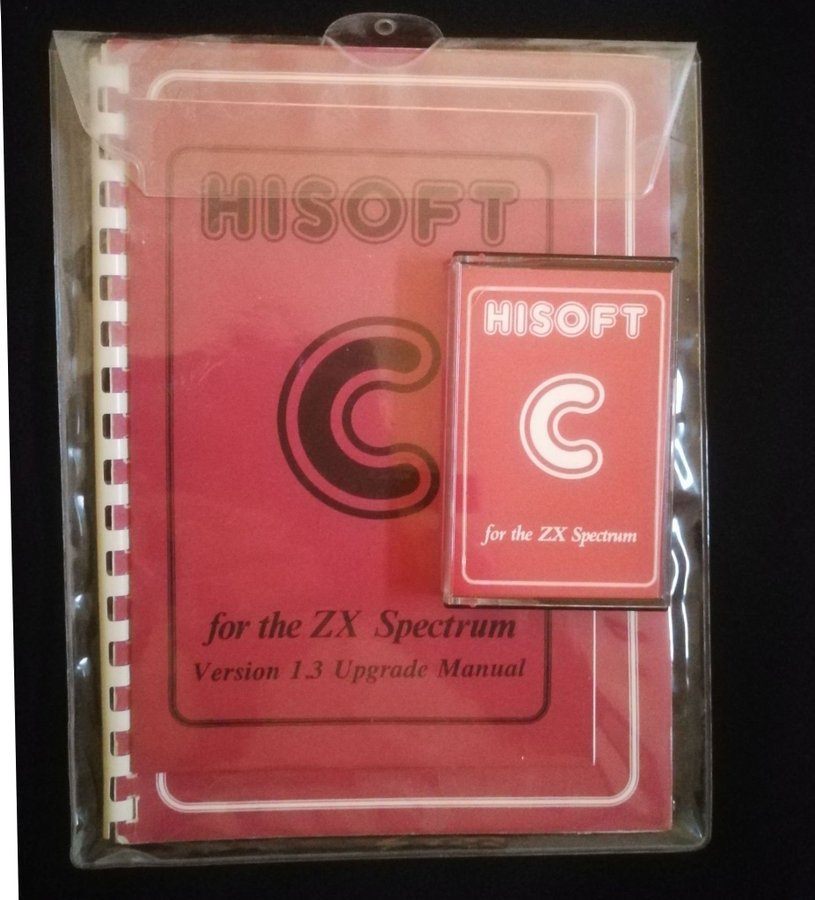 HISOFT
C
for the ZX Spectrum
Version 1.3 Upgrade Manual
HISOFT
C
for the ZX Spectrum